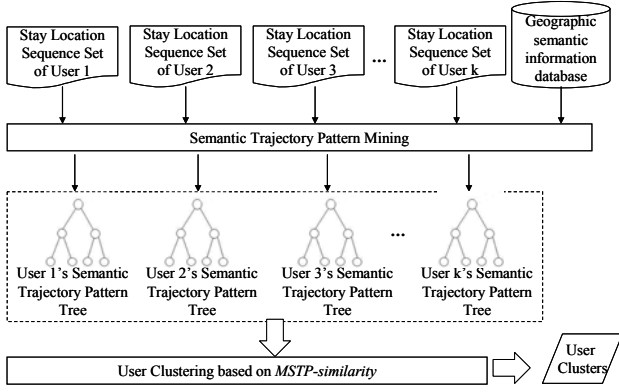 Stay Location
Sequence Set
of User 1
Stay Location
Sequence Set
of User 2
Stay Location
Sequence Set
of User 3
...
Stay Location
Sequence Set
of User k
Geographic
semantic
information
database
Semantic Trajectory Pattern Mining
...
User 1's Semantic
Trajectory Pattern
Tree
User 2's Semantic
Trajectory Pattern
Tree
User 3's Semantic
Trajectory Pattern
Tree
User k's Semantic
Trajectory Pattern
Tree
User Clustering based on MSTP-similarity
User
Clusters